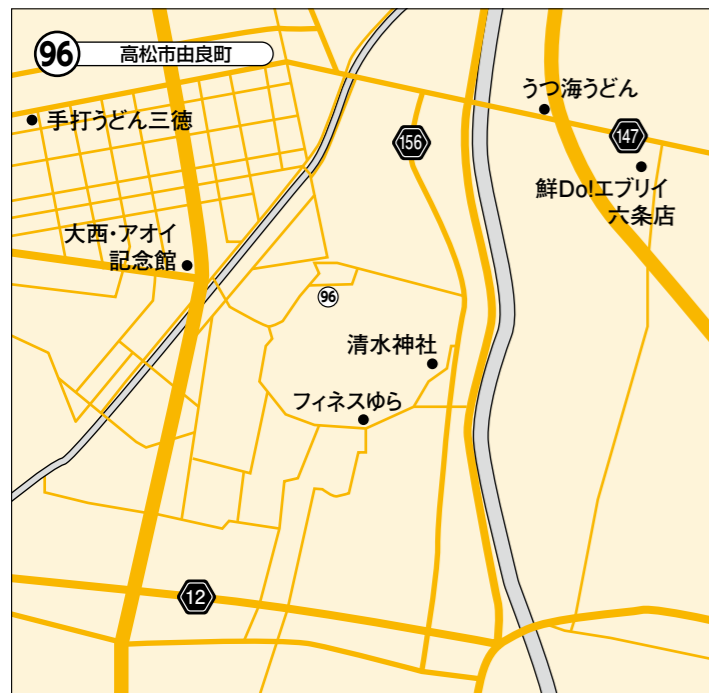 96
高松市由良町
うつ海うどん
手打うどん三徳
156
147
鮮Do!エブリイ
六条店
大西・アオイ
記念館
96
清水神社
フィネスゆら
12